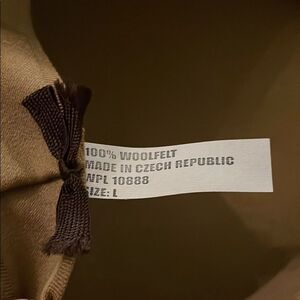 100% WOOLFELT
MADE IN CZECH REPUBLIC
WPL 10888
SIZE: L